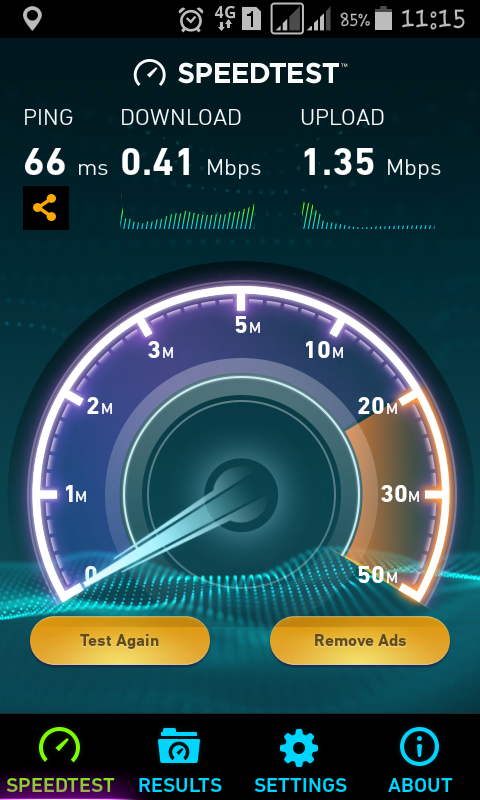 4G 1 85% 11:15
SPEEDTEST™
PING DOWNLOAD UPLOAD
66 ms 0.41 Mbps 1.35 Mbps
5M
3M 10M
2M 20M
1M 30M
0 50M
Test Again Remove Ads
SPEEDTEST RESULTS SETTINGS ABOUT